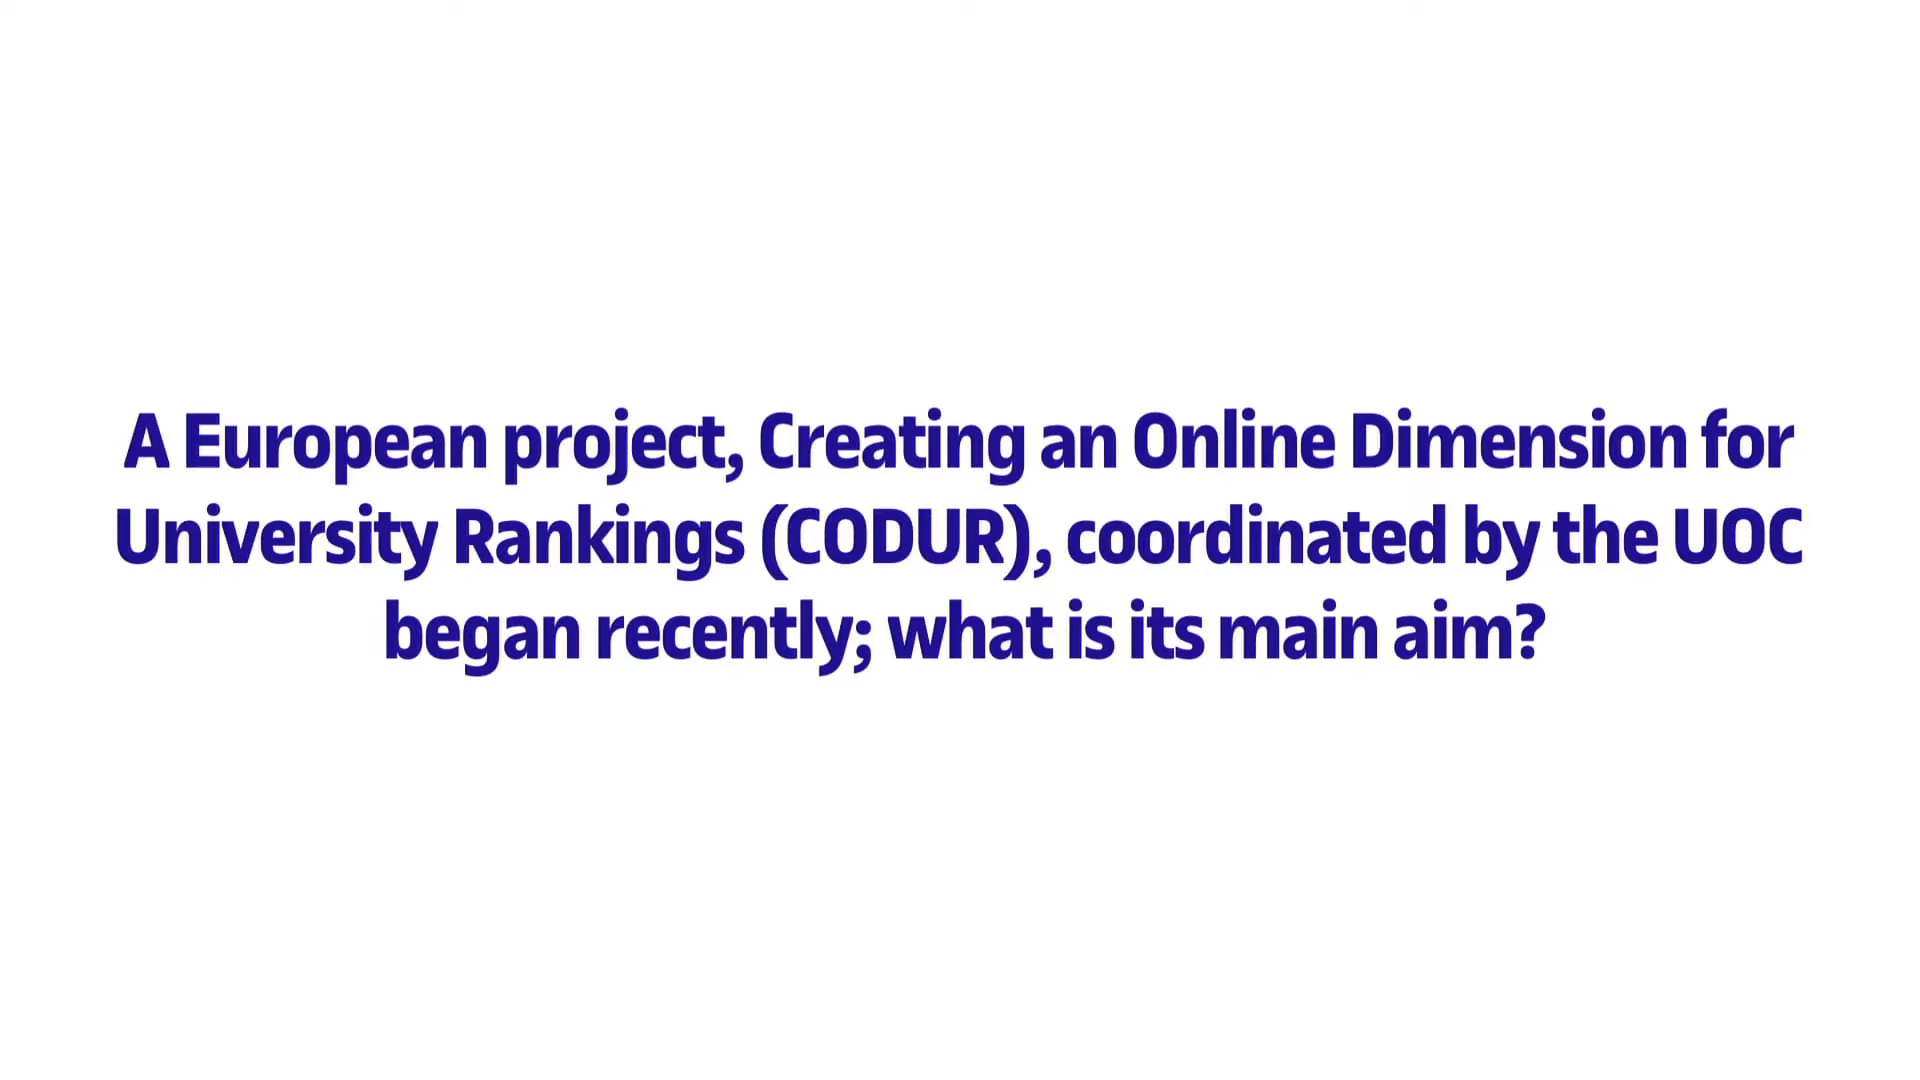 A European project, Creating an Online Dimension for
University Rankings (CODUR), coordinated by the UOC
began recently; what is its main aim?